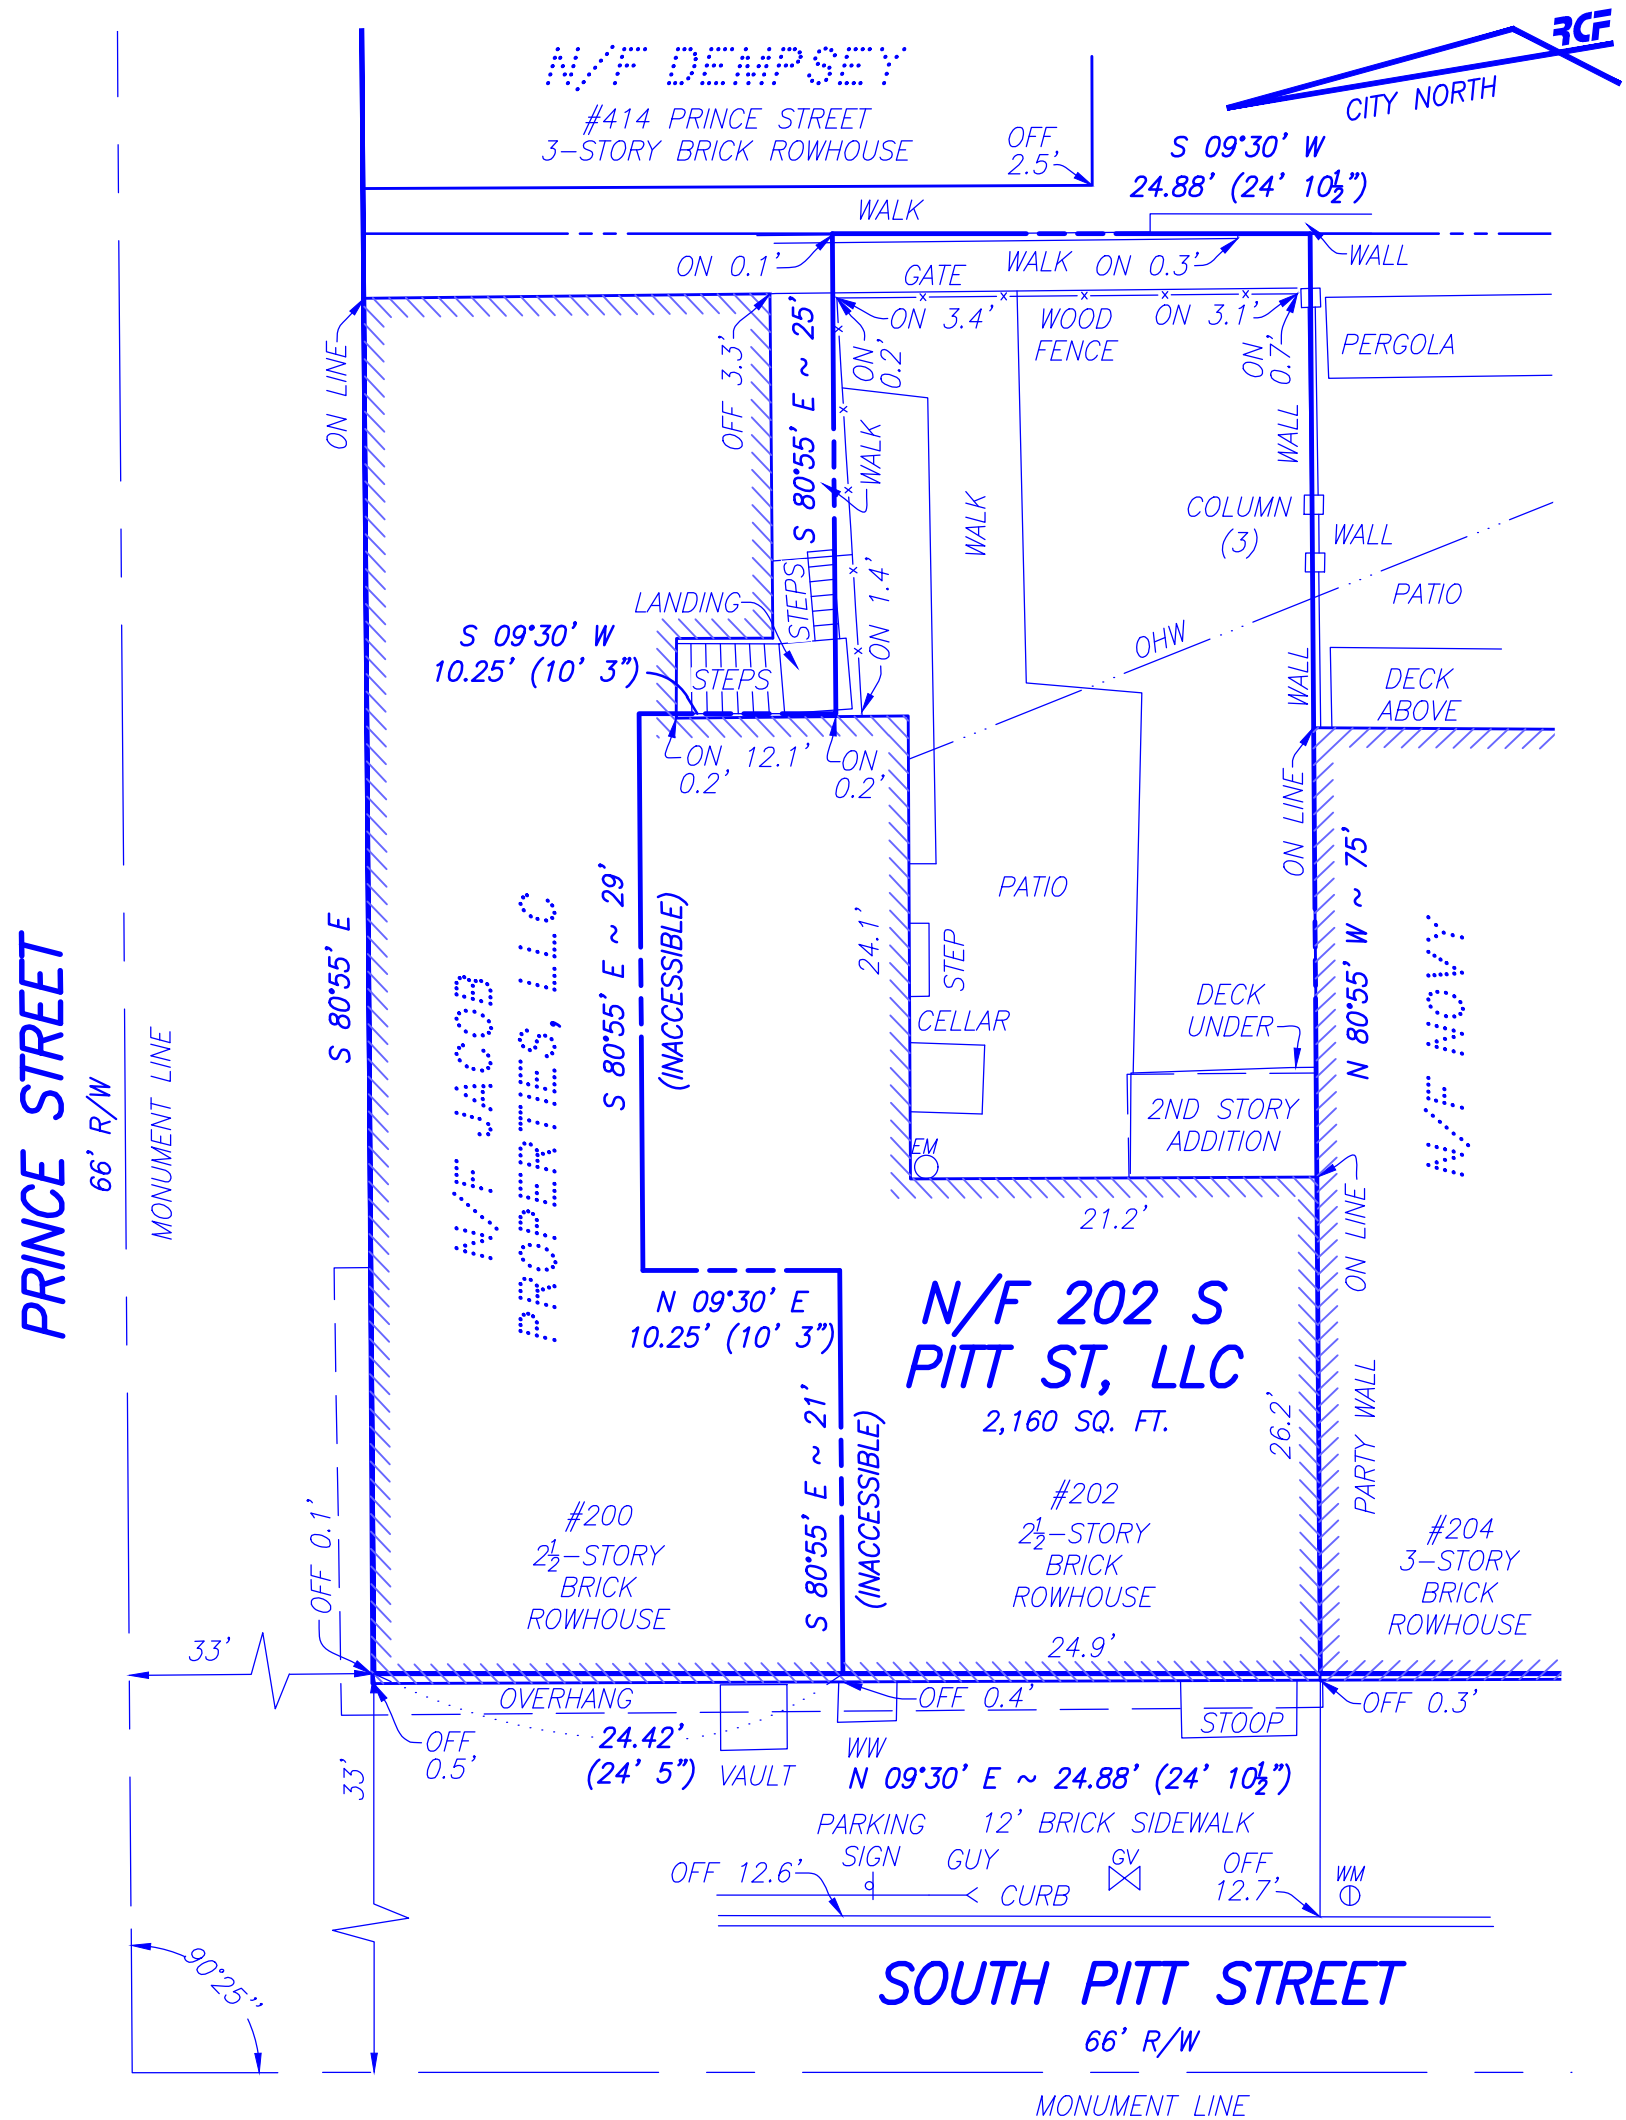 N/F DEMPSEY
#414 PRINCE STREET
3-STORY BRICK ROWHOUSE
RCF
CITY NORTH
OFF
2.5'
S 09°30' W
24.88' (24' 10½")
WALK
WALL
ON 0.1'
GATE
WALK
ON 0.3'
ON 3.4'
WOOD
FENCE
ON 3.1'
PERGOLA
ON LINE
OFF 3.3'
S 80°55' E ~ 25'
ON
0.2'
ON
0.7'
WALL
WALK
WALK
COLUMN
(3)
WALL
PATIO
LANDING
STEPS
ON 1.4'
OHW
S 09°30' W
10.25' (10' 3")
STEPS
WALL
DECK
ABOVE
ON
0.2'
12.1'
ON
0.2'
ON LINE
N 80°55' W ~ 75'
S 80°55' E ~ 29'
(INACCESSIBLE)
PATIO
24.1'
STEP
PRINCE STREET
66' R/W
MONUMENT LINE
S 80°55' E
N/F JACOB
PROPERTIES, LLC
N/F HOVY
CELLAR
DECK
UNDER
2ND STORY
ADDITION
EM
21.2'
ON LINE
N 09°30' E
10.25' (10' 3")
N/F 202 S
PITT ST, LLC
2,160 SQ. FT.
S 80°55' E ~ 21'
(INACCESSIBLE)
26.2'
PARTY WALL
OFF 0.1'
#200
2½-STORY
BRICK
ROWHOUSE
#202
2½-STORY
BRICK
ROWHOUSE
24.9'
#204
3-STORY
BRICK
ROWHOUSE
33'
OVERHANG
OFF 0.4'
STOOP
OFF 0.3'
OFF
0.5'
24.42'
(24' 5")
VAULT
WW
N 09°30' E ~ 24.88' (24' 10½")
33'
PARKING
SIGN
12' BRICK SIDEWALK
OFF 12.6'
GUY
CURB
GV
OFF
12.7'
WM
90°25"
SOUTH PITT STREET
66' R/W
MONUMENT LINE